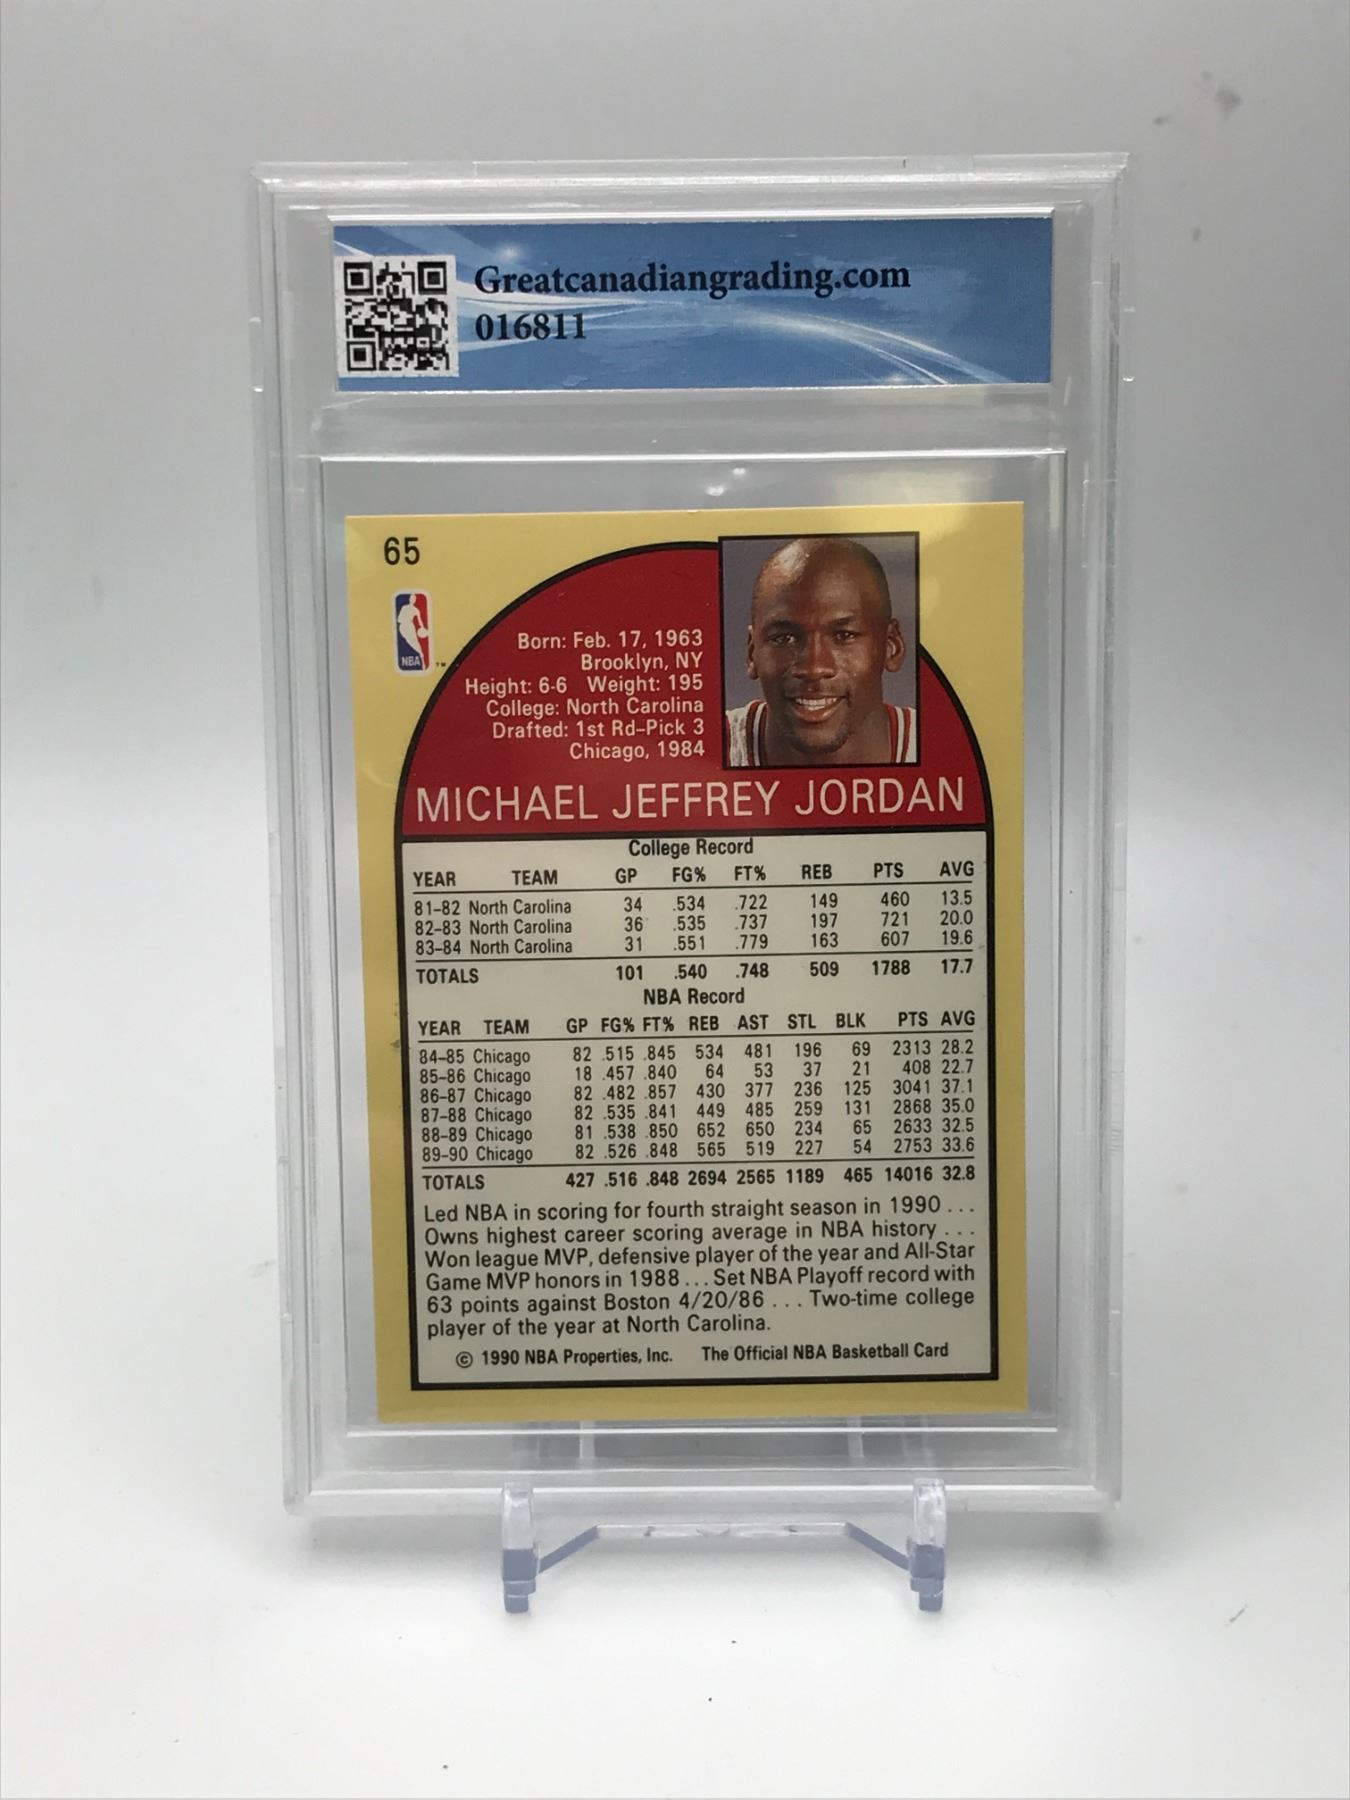 Greatcanadiangrading.com
016811
65
NBA ™
Born: Feb. 17, 1963
Brooklyn, NY
Height: 6-6 Weight: 195
College: North Carolina
Drafted: 1st Rd–Pick 3
Chicago, 1984
MICHAEL JEFFREY JORDAN
College Record
YEAR TEAM GP FG% FT% REB PTS AVG
81–82 North Carolina 34 .534 .722 149 460 13.5
82–83 North Carolina 36 .535 .737 197 721 20.0
83–84 North Carolina 31 .551 .779 163 607 19.6
TOTALS 101 .540 .748 509 1788 17.7
NBA Record
YEAR TEAM GP FG% FT% REB AST STL BLK PTS AVG
84–85 Chicago 82 .515 .845 534 481 196 69 2313 28.2
85–86 Chicago 18 .457 .840 64 53 37 21 408 22.7
86–87 Chicago 82 .482 .857 430 377 236 125 3041 37.1
87–88 Chicago 82 .535 .841 449 485 259 131 2868 35.0
88–89 Chicago 81 .538 .850 652 650 234 65 2633 32.5
89–90 Chicago 82 .526 .848 565 519 227 54 2753 33.6
TOTALS 427 .516 .848 2694 2565 1189 465 14016 32.8
Led NBA in scoring for fourth straight season in 1990 . . .
Owns highest career scoring average in NBA history . . .
Won league MVP, defensive player of the year and All-Star
Game MVP honors in 1988 . . . Set NBA Playoff record with
63 points against Boston 4/20/86 . . . Two-time college
player of the year at North Carolina.
© 1990 NBA Properties, Inc. The Official NBA Basketball Card